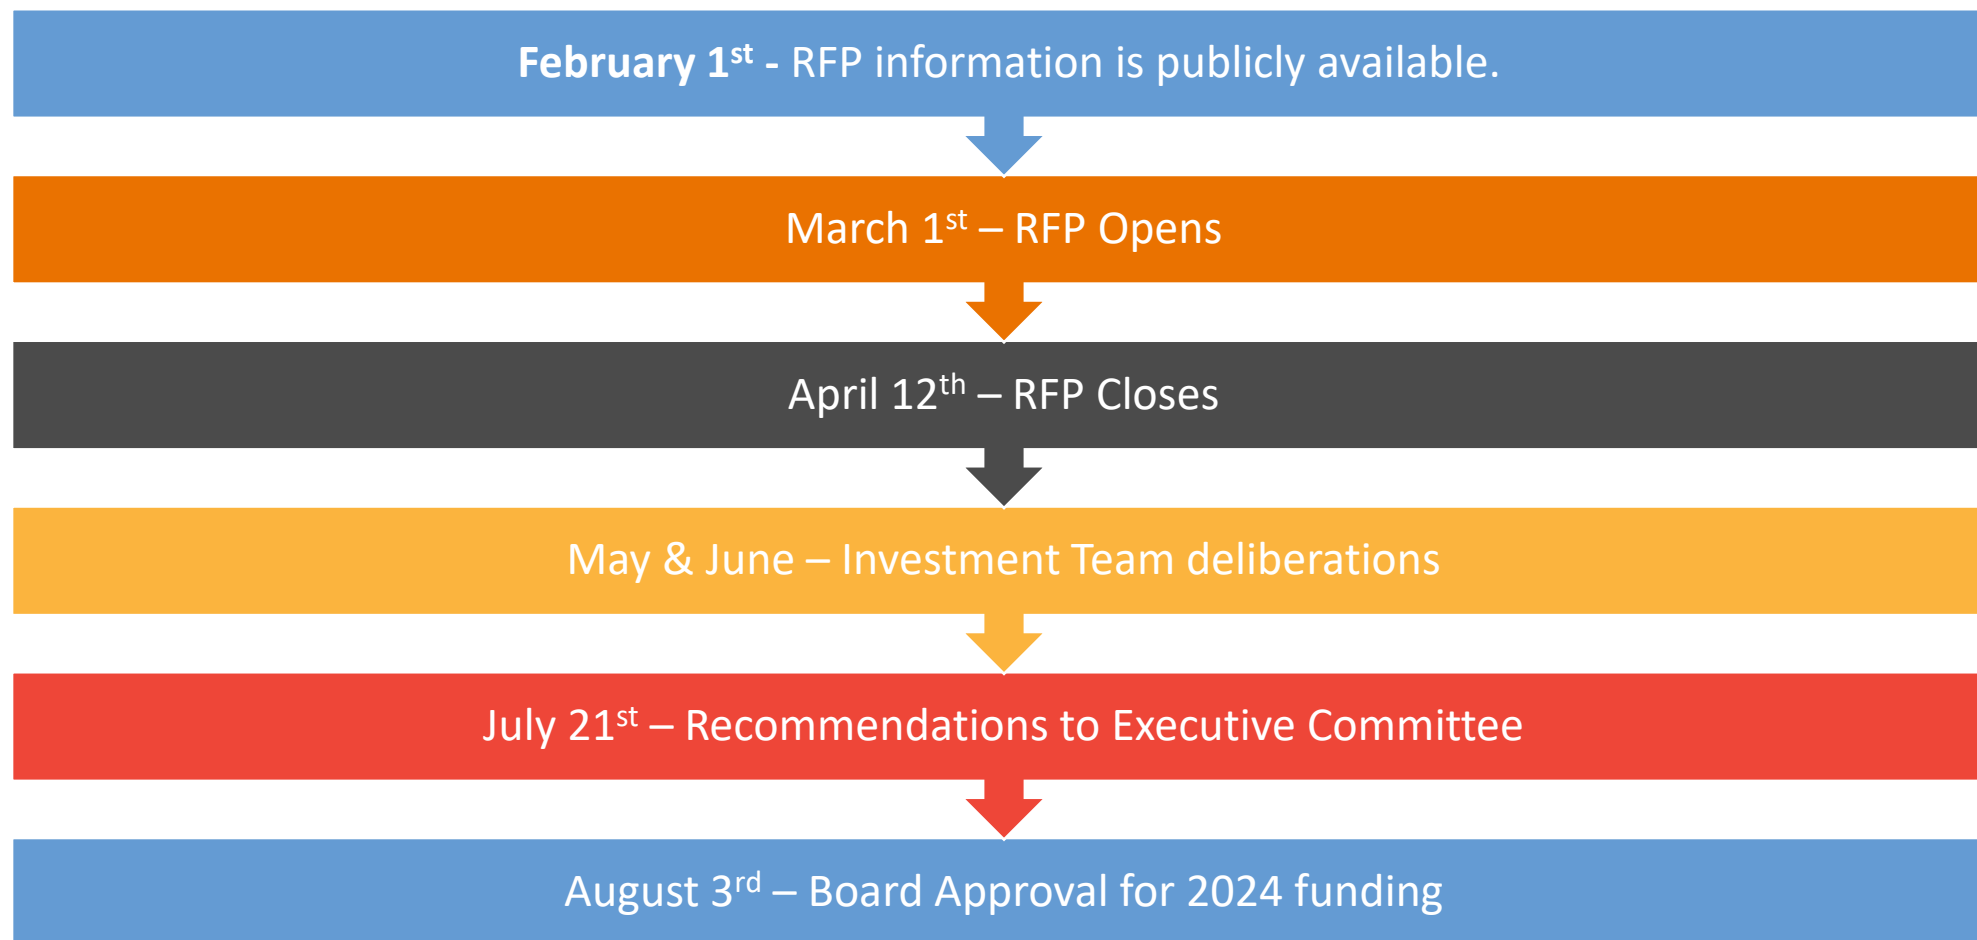 February 1st - RFP information is publicly available.
March 1st – RFP Opens
April 12th – RFP Closes
May & June – Investment Team deliberations
July 21st – Recommendations to Executive Committee
August 3rd – Board Approval for 2024 funding